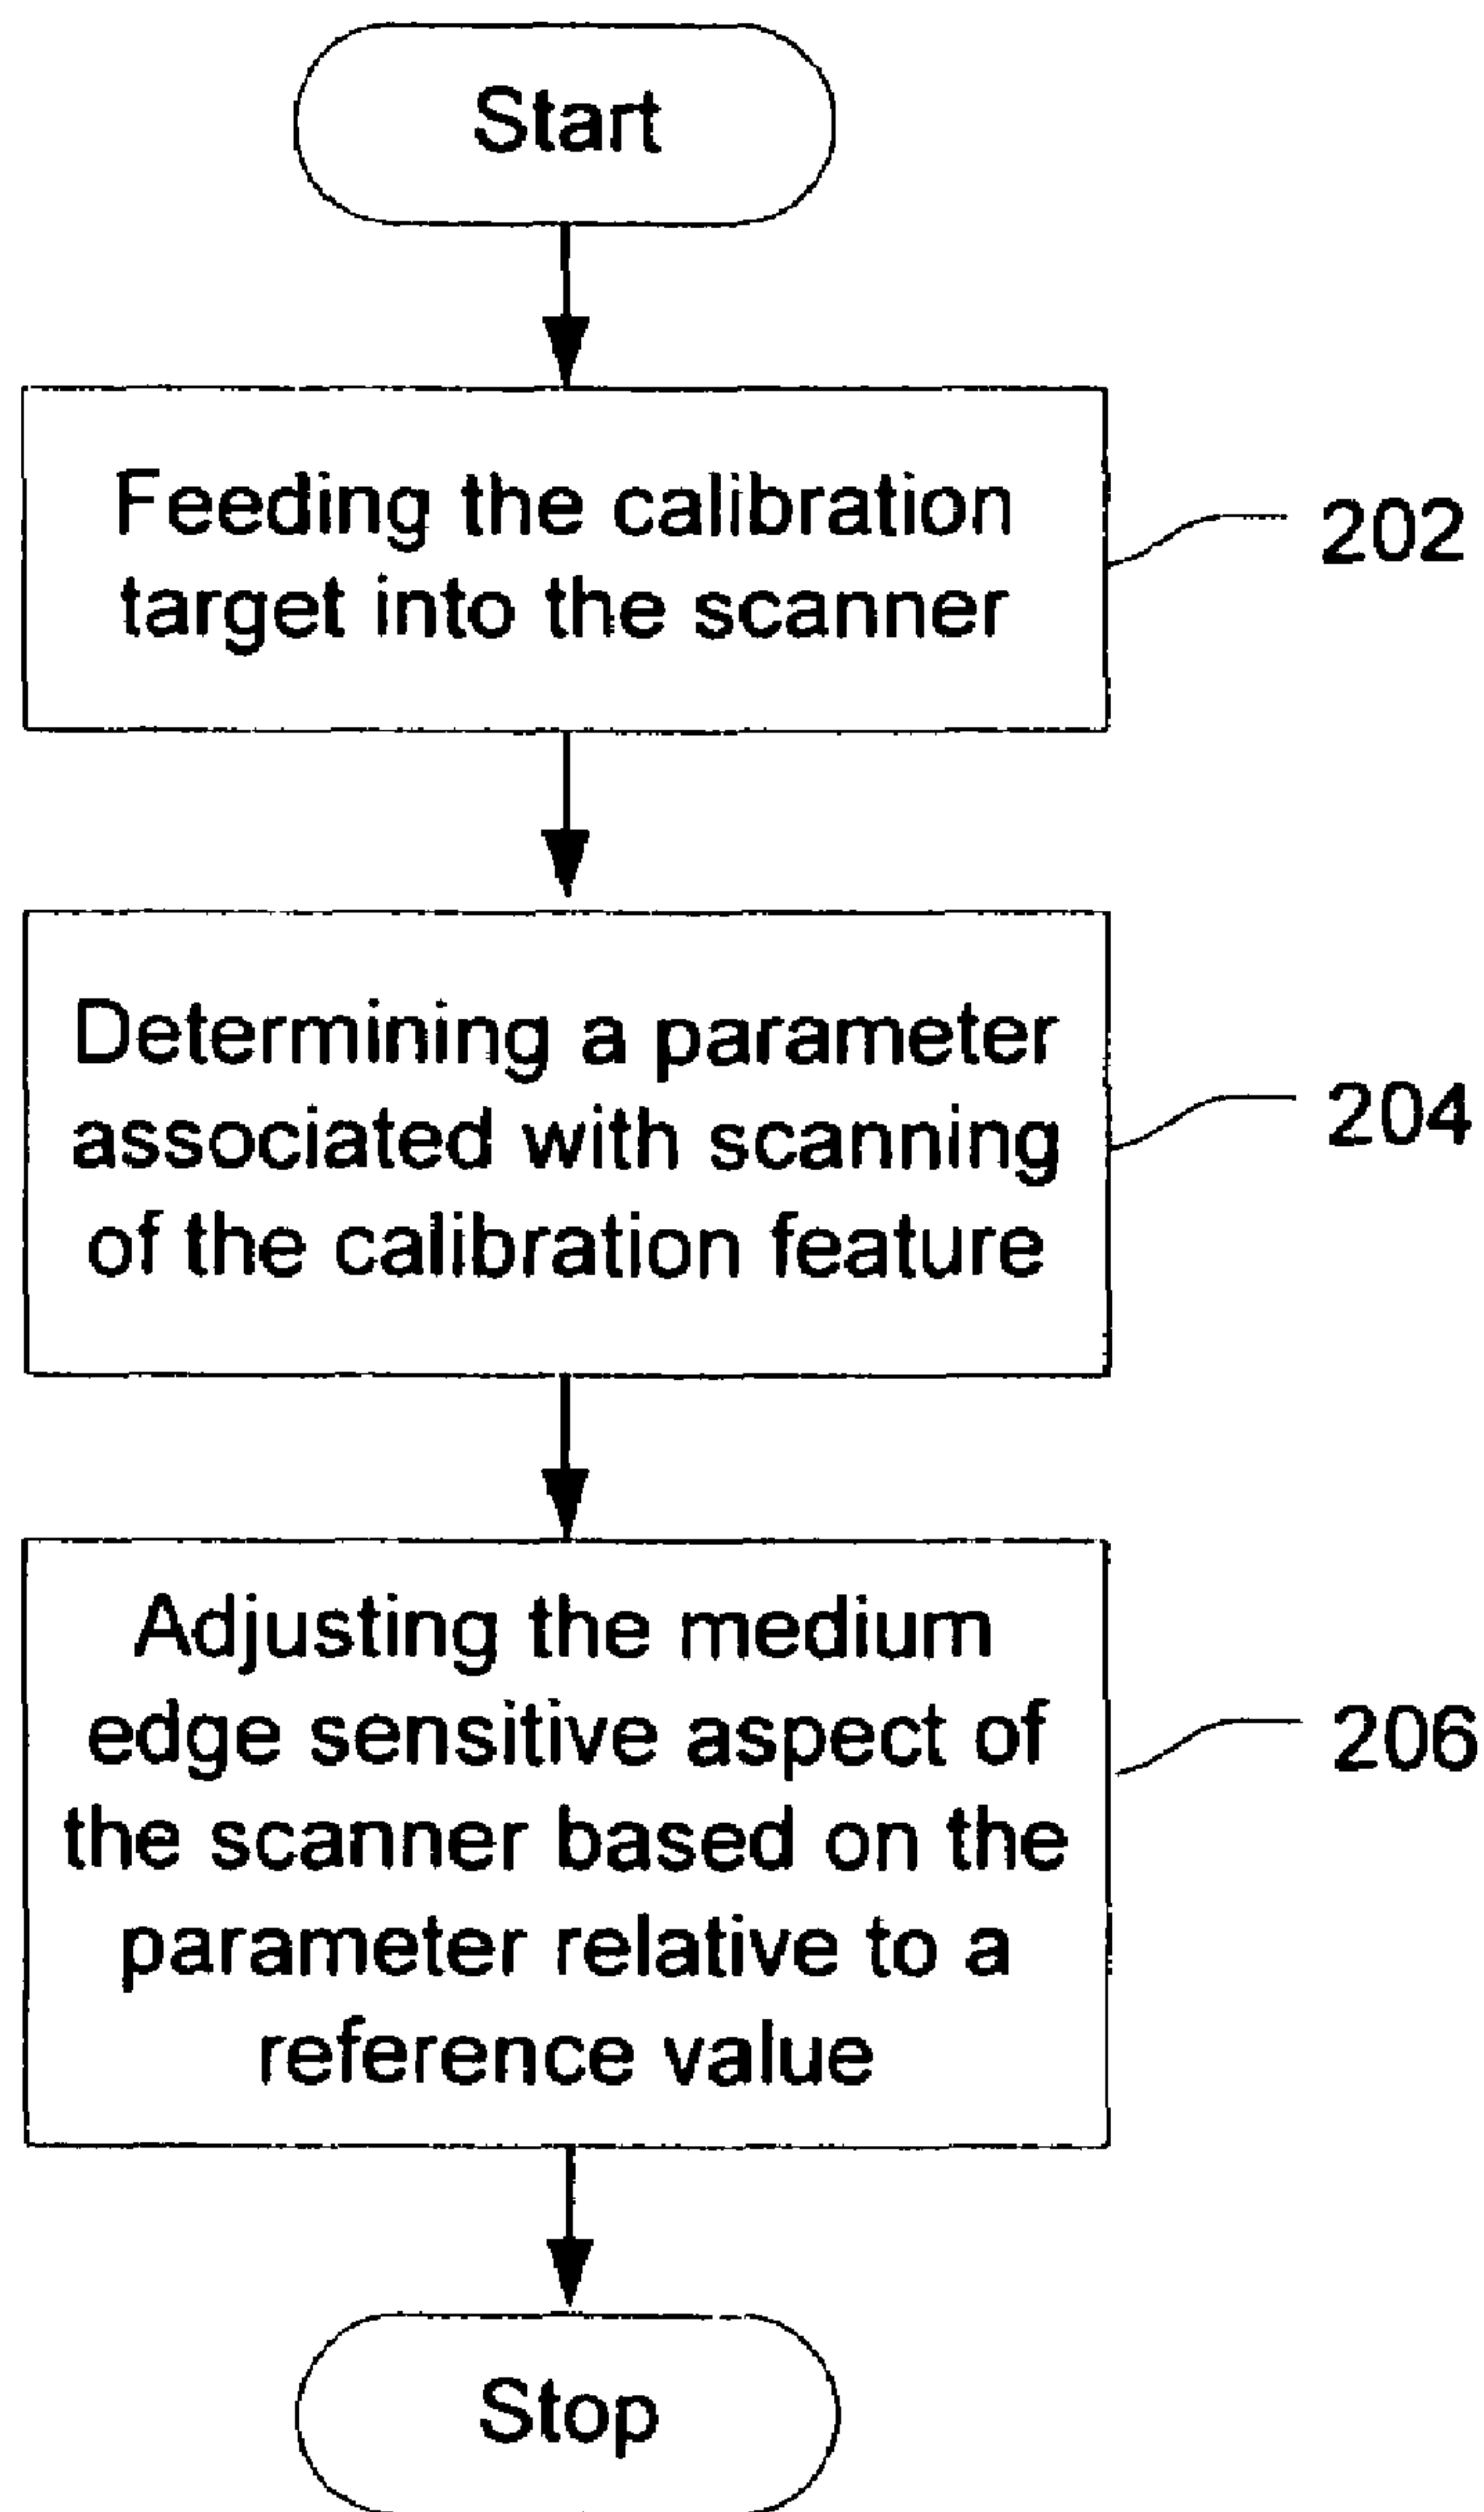 Start
Feeding the calibration
target into the scanner
202
Determining a parameter
associated with scanning
of the calibration feature
204
Adjusting the medium
edge sensitive aspect of
the scanner based on the
parameter relative to a
reference value
206
Stop